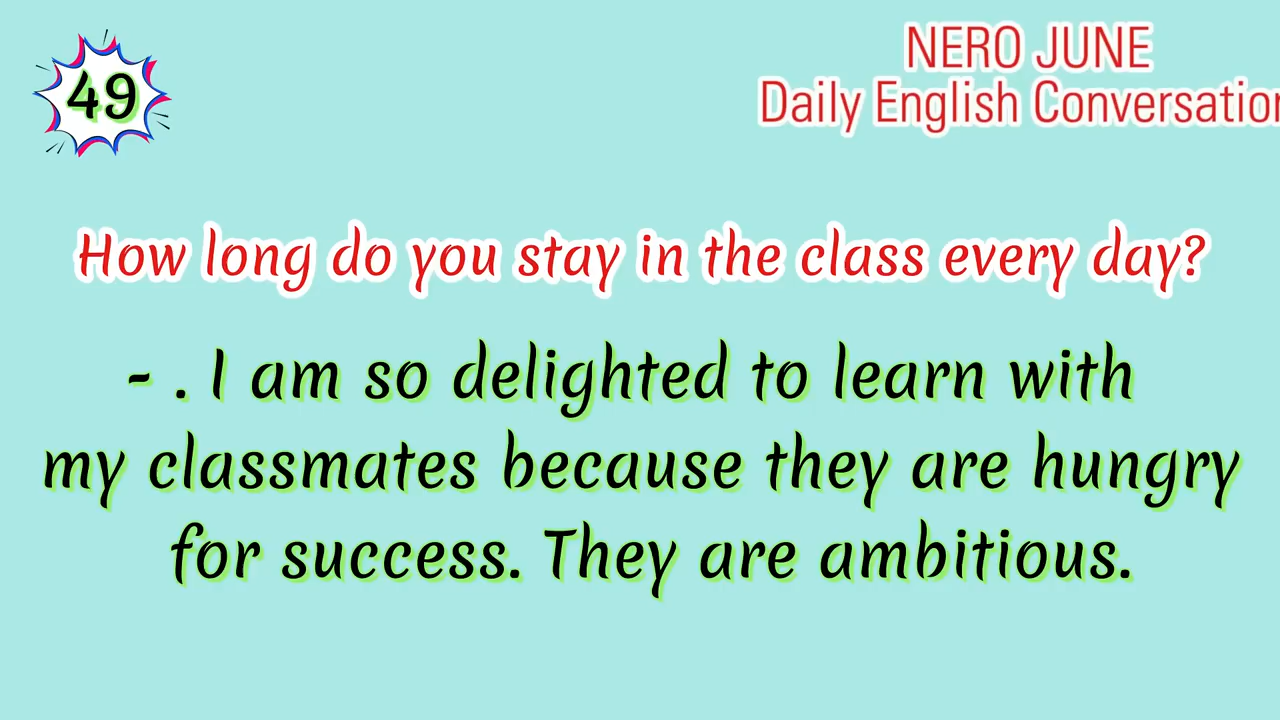 49
NERO JUNE
Daily English Conversation
How long do you stay in the class every day?
- . I am so delighted to learn with
my classmates because they are hungry
for success. They are ambitious.